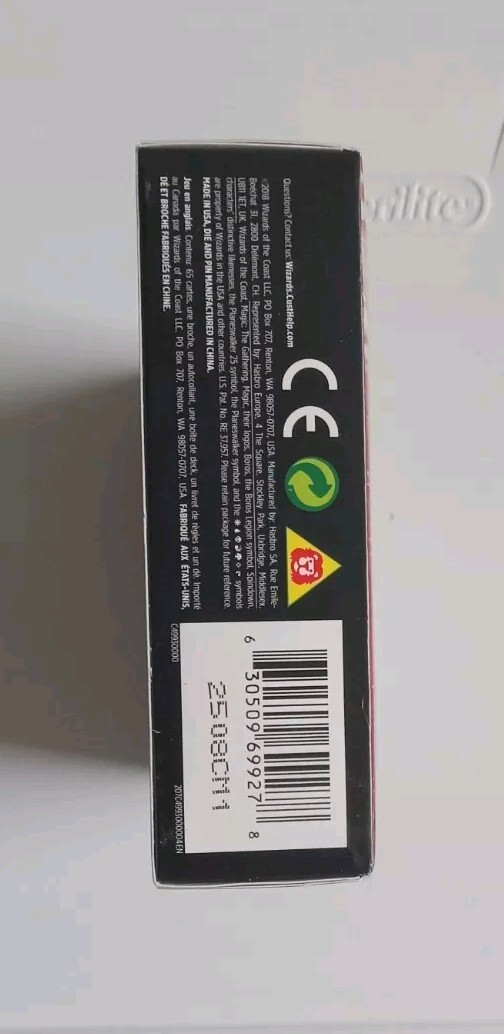 Questions? Contact us: Wizards.CustHelp.com
©2018 Wizards of the Coast LLC, PO Box 707, Renton, WA 98057-0707, USA. Manufactured by: Hasbro SA, Rue Emile-
Boéchat 31, 2800 Delémont, CH. Represented by: Hasbro Europe, 4 The Square, Stockley Park, Uxbridge, Middlesex,
UB11 1ET, UK. Wizards of the Coast, Magic: The Gathering, Magic, their logos, Boros, the Boros Legion symbol, Spindown,
characters' distinctive likenesses, the Planeswalker 25 symbol, the Planeswalker symbol, and the symbols
are property of Wizards in the USA and other countries. U.S. Pat. No. RE 37,957. Please retain package for future reference.
MADE IN USA, DIE AND PIN MANUFACTURED IN CHINA.
Jeu en anglais. Contenu: 65 cartes, une broche, un autocollant, une boîte de deck, un livret de règles et un dé. Importé
au Canada par Wizards of the Coast LLC, PO Box 707, Renton, WA 98057-0707, USA. FABRIQUÉ AUX ÉTATS-UNIS,
DÉ ET BROCHE FABRIQUÉS EN CHINE.
CE
6 30509 69927 8
2508CM1
C49930000
207C4993000004EN
rilite